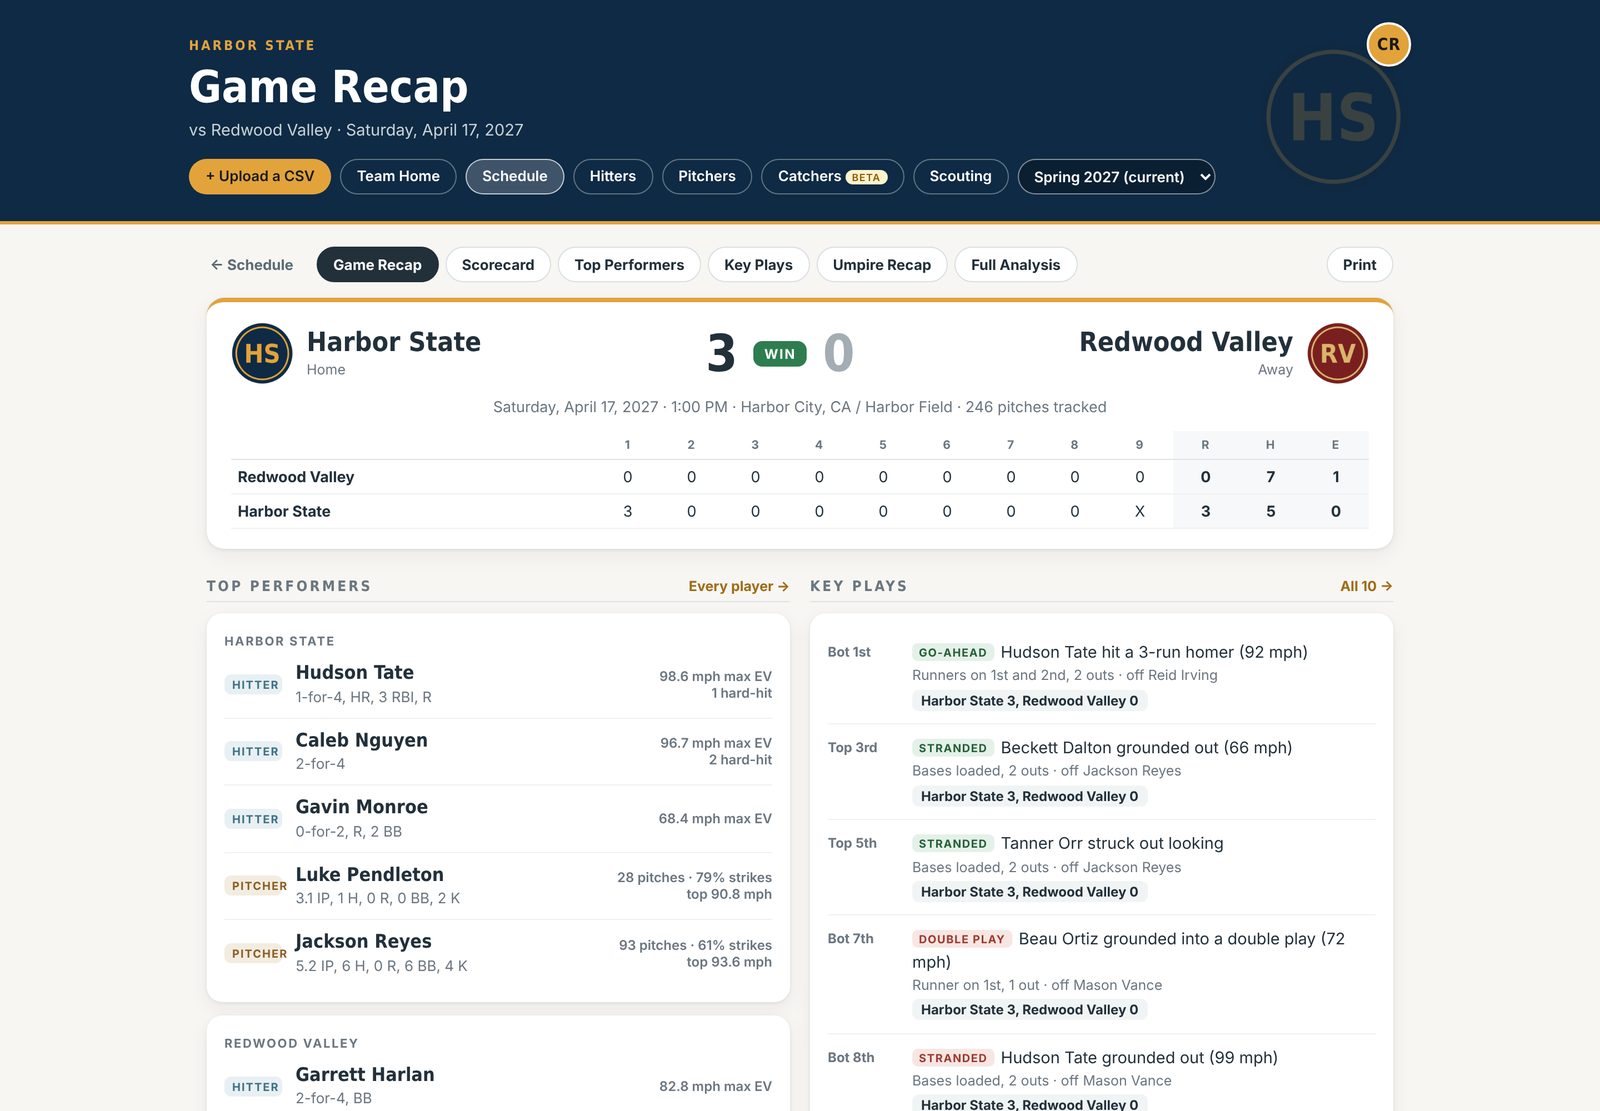 HARBOR STATE
Game Recap
vs Redwood Valley · Saturday, April 17, 2027
+ Upload a CSV
Team Home
Schedule
Hitters
Pitchers
Catchers BETA
Scouting
Spring 2027 (current)
HS
CR
← Schedule
Game Recap
Scorecard
Top Performers
Key Plays
Umpire Recap
Full Analysis
Print
HS
Harbor State
Home
3 WIN 0
Redwood Valley
Away
RV
Saturday, April 17, 2027 · 1:00 PM · Harbor City, CA / Harbor Field · 246 pitches tracked
1 2 3 4 5 6 7 8 9 R H E
Redwood Valley 0 0 0 0 0 0 0 0 0 0 7 1
Harbor State 3 0 0 0 0 0 0 0 X 3 5 0
TOP PERFORMERS
Every player →
HARBOR STATE
HITTER
Hudson Tate
1-for-4, HR, 3 RBI, R
98.6 mph max EV
1 hard-hit
HITTER
Caleb Nguyen
2-for-4
96.7 mph max EV
2 hard-hit
HITTER
Gavin Monroe
0-for-2, R, 2 BB
68.4 mph max EV
PITCHER
Luke Pendleton
3.1 IP, 1 H, 0 R, 0 BB, 2 K
28 pitches · 79% strikes
top 90.8 mph
PITCHER
Jackson Reyes
5.2 IP, 6 H, 0 R, 6 BB, 4 K
93 pitches · 61% strikes
top 93.6 mph
REDWOOD VALLEY
HITTER
Garrett Harlan
2-for-4, BB
82.8 mph max EV
KEY PLAYS
All 10 →
Bot 1st
GO-AHEAD Hudson Tate hit a 3-run homer (92 mph)
Runners on 1st and 2nd, 2 outs · off Reid Irving
Harbor State 3, Redwood Valley 0
Top 3rd
STRANDED Beckett Dalton grounded out (66 mph)
Bases loaded, 2 outs · off Jackson Reyes
Harbor State 3, Redwood Valley 0
Top 5th
STRANDED Tanner Orr struck out looking
Bases loaded, 2 outs · off Jackson Reyes
Harbor State 3, Redwood Valley 0
Bot 7th
DOUBLE PLAY Beau Ortiz grounded into a double play (72
mph)
Runner on 1st, 1 out · off Mason Vance
Harbor State 3, Redwood Valley 0
Bot 8th
STRANDED Hudson Tate grounded out (99 mph)
Bases loaded, 2 outs · off Mason Vance
Harbor State 3, Redwood Valley 0